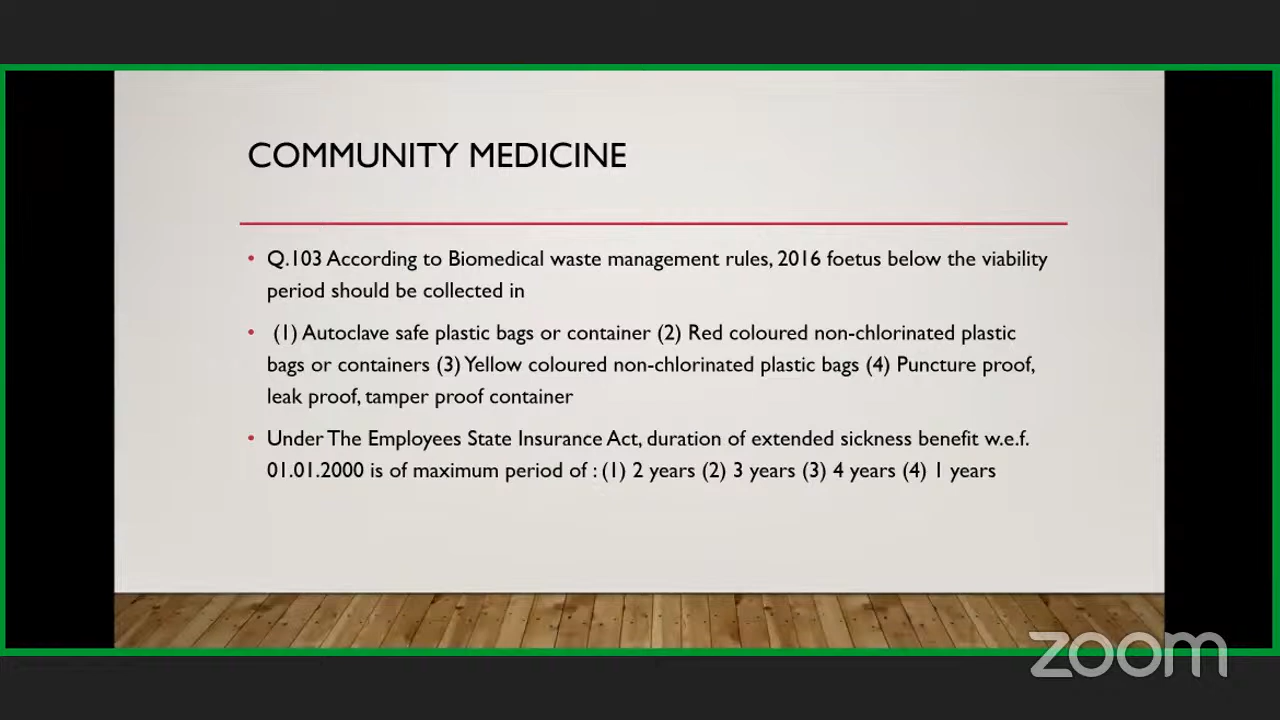 COMMUNITY MEDICINE
• Q.103 According to Biomedical waste management rules, 2016 foetus below the viability
period should be collected in
• (1) Autoclave safe plastic bags or container (2) Red coloured non-chlorinated plastic
bags or containers (3) Yellow coloured non-chlorinated plastic bags (4) Puncture proof,
leak proof, tamper proof container
• Under The Employees State Insurance Act, duration of extended sickness benefit w.e.f.
01.01.2000 is of maximum period of : (1) 2 years (2) 3 years (3) 4 years (4) 1 years
zoom